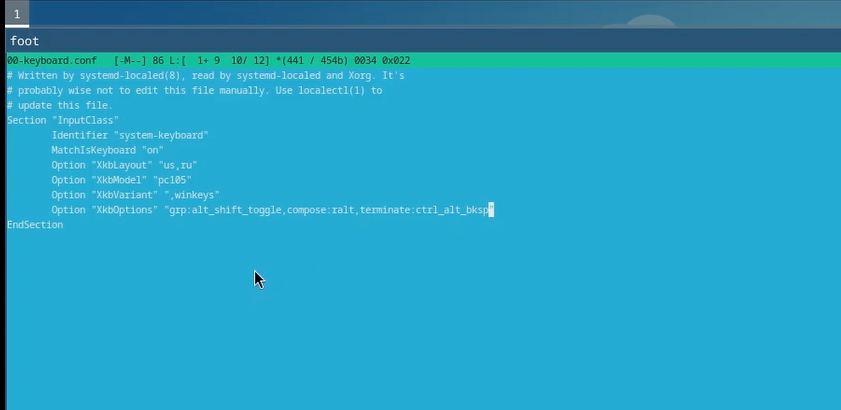 1
foot
00-keyboard.conf   [-M--] 86 L:[  1+ 9  10/ 12] *(441 / 454b) 0034 0x022
# Written by systemd-localed(8), read by systemd-localed and Xorg. It's
# probably wise not to edit this file manually. Use localectl(1) to
# update this file.
Section "InputClass"
        Identifier "system-keyboard"
        MatchIsKeyboard "on"
        Option "XkbLayout" "us,ru"
        Option "XkbModel" "pc105"
        Option "XkbVariant" ",winkeys"
        Option "XkbOptions" "grp:alt_shift_toggle,compose:ralt,terminate:ctrl_alt_bksp"
EndSection